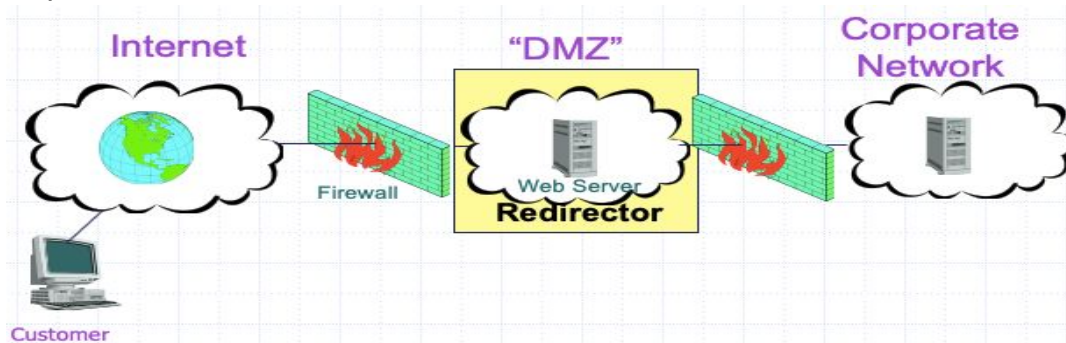 Internet
“DMZ”
Corporate
Network
Firewall
Web Server
Redirector
Customer